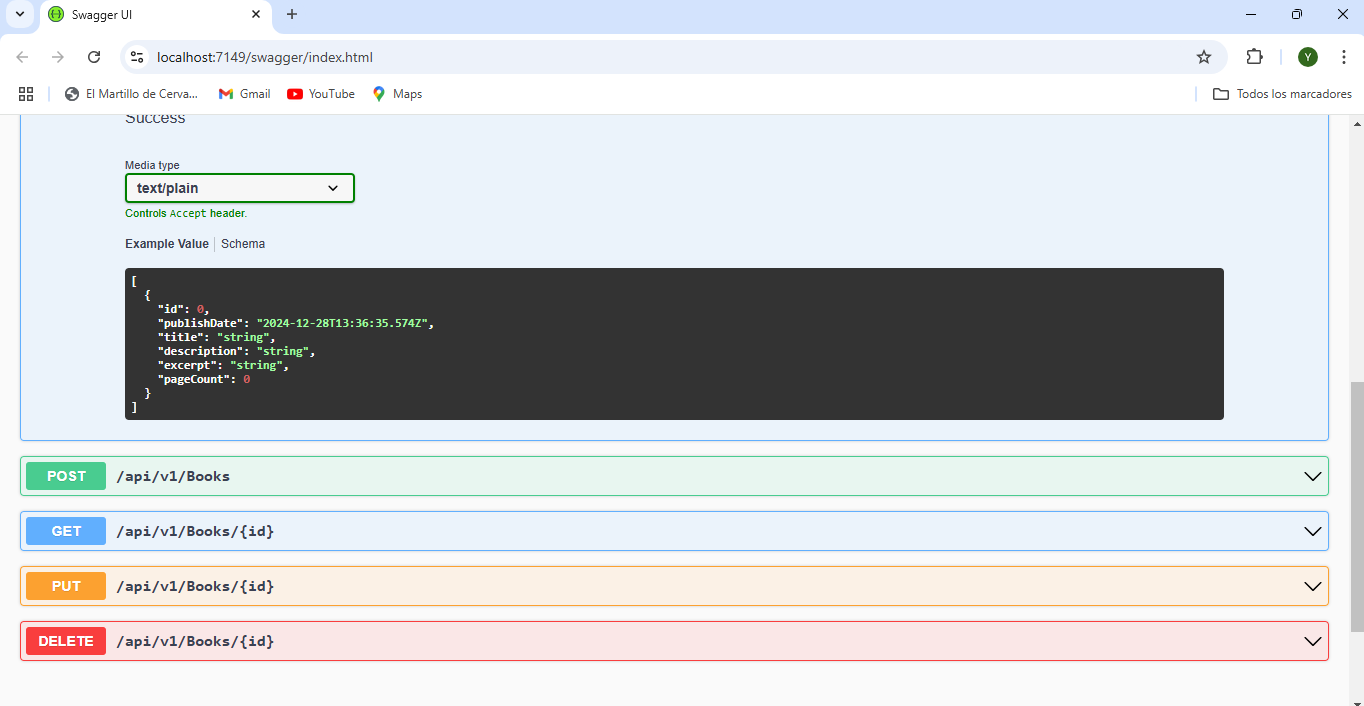 Swagger UI
localhost:7149/swagger/index.html
Y
El Martillo de Cerva...
Gmail
YouTube
Maps
Todos los marcadores
Success
Media type
text/plain
Controls Accept header.
Example Value
Schema
[
{
"id": 0,
"publishDate": "2024-12-28T13:36:35.574Z",
"title": "string",
"description": "string",
"excerpt": "string",
"pageCount": 0
}
]
POST /api/v1/Books
GET /api/v1/Books/{id}
PUT /api/v1/Books/{id}
DELETE /api/v1/Books/{id}